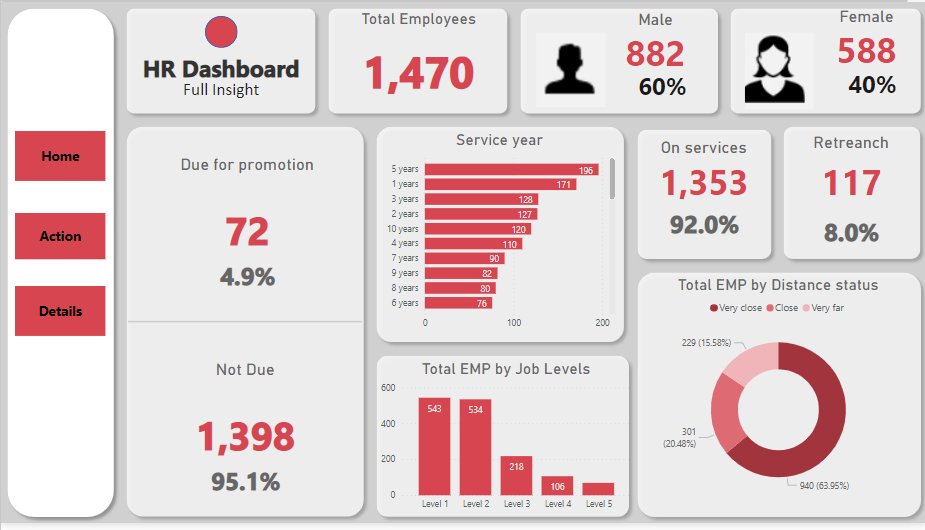 HR Dashboard
Full Insight
Total Employees
1,470
Male
882
60%
Female
588
40%
Home
Action
Details
Due for promotion
72
4.9%
Not Due
1,398
95.1%
Service year
5 years 196
1 years 171
3 years 128
2 years 127
10 years 120
4 years 110
7 years 90
9 years 82
8 years 80
6 years 76
0 100 200
On services
1,353
92.0%
Retreanch
117
8.0%
Total EMP by Job Levels
600
400
200
0
543 534 218 106
Level 1 Level 2 Level 3 Level 4 Level 5
Total EMP by Distance status
Very close Close Very far
229 (15.58%)
301
(20.48%)
940 (63.95%)